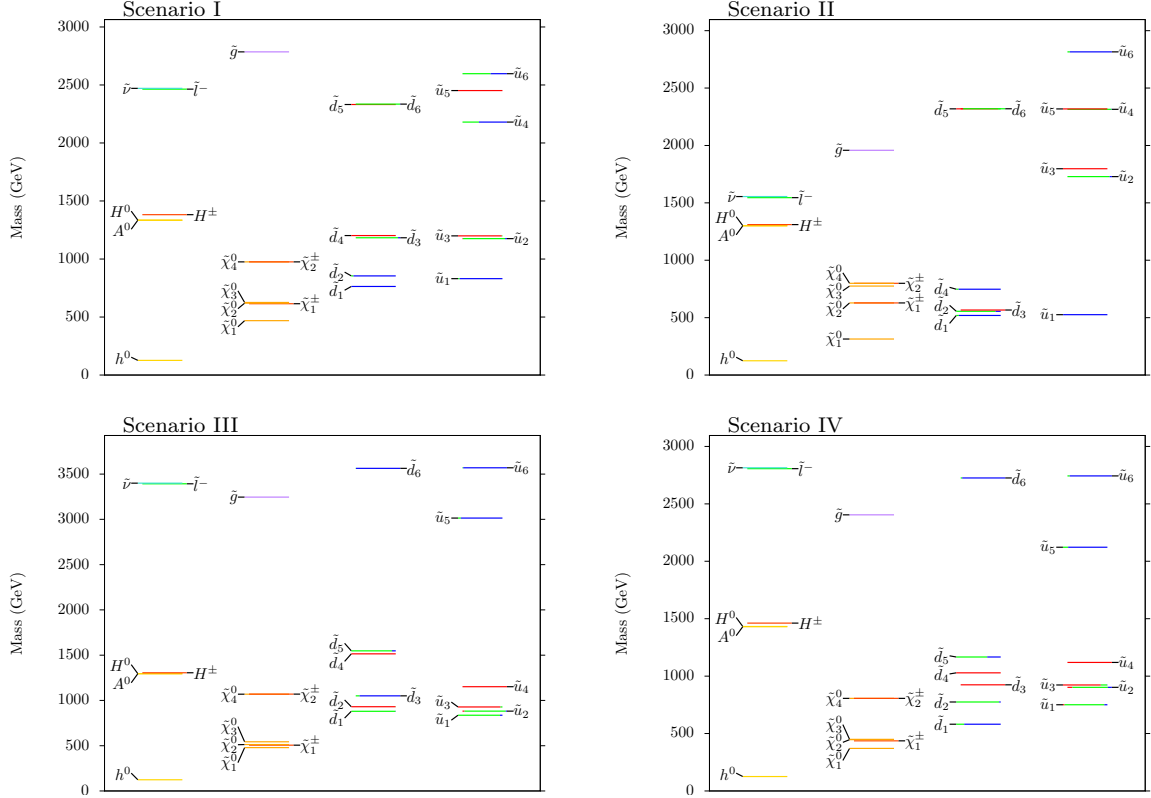 Scenario I
Mass (GeV)
3000
2500
2000
1500
1000
500
0
g̃
ν̃ l̃⁻
ũ₆
ũ₅
d̃₅ d̃₆
ũ₄
H⁰ H±
A⁰
d̃₄ d̃₃
ũ₃ ũ₂
χ̃⁰₄ χ̃±₂
d̃₂
d̃₁
ũ₁
χ̃⁰₃
χ̃⁰₂ χ̃±₁
χ̃⁰₁
h⁰
Scenario II
Mass (GeV)
3000
2500
2000
1500
1000
500
0
ũ₆
d̃₅ d̃₆
ũ₅ ũ₄
g̃
ũ₃
ũ₂
ν̃ l̃⁻
H⁰ H±
A⁰
χ̃⁰₄ χ̃±₂
χ̃⁰₃
d̃₄
χ̃⁰₂ χ̃±₁
d̃₂ d̃₃
d̃₁
ũ₁
χ̃⁰₁
h⁰
Scenario III
Mass (GeV)
3500
3000
2500
2000
1500
1000
500
0
d̃₆
ũ₆
ν̃ l̃⁻
g̃
ũ₅
d̃₅
d̃₄
H⁰ H±
A⁰
χ̃⁰₄ χ̃±₂
d̃₂ d̃₃
d̃₁
ũ₄
ũ₃ ũ₂
ũ₁
χ̃⁰₃
χ̃⁰₂ χ̃±₁
χ̃⁰₁
h⁰
Scenario IV
Mass (GeV)
3000
2500
2000
1500
1000
500
0
ν̃ l̃⁻
d̃₆
ũ₆
g̃
ũ₅
H⁰ H±
A⁰
d̃₅
d̃₄
d̃₃
d̃₂
d̃₁
ũ₄
ũ₃ ũ₂
ũ₁
χ̃⁰₄ χ̃±₂
χ̃⁰₃
χ̃⁰₂ χ̃±₁
χ̃⁰₁
h⁰